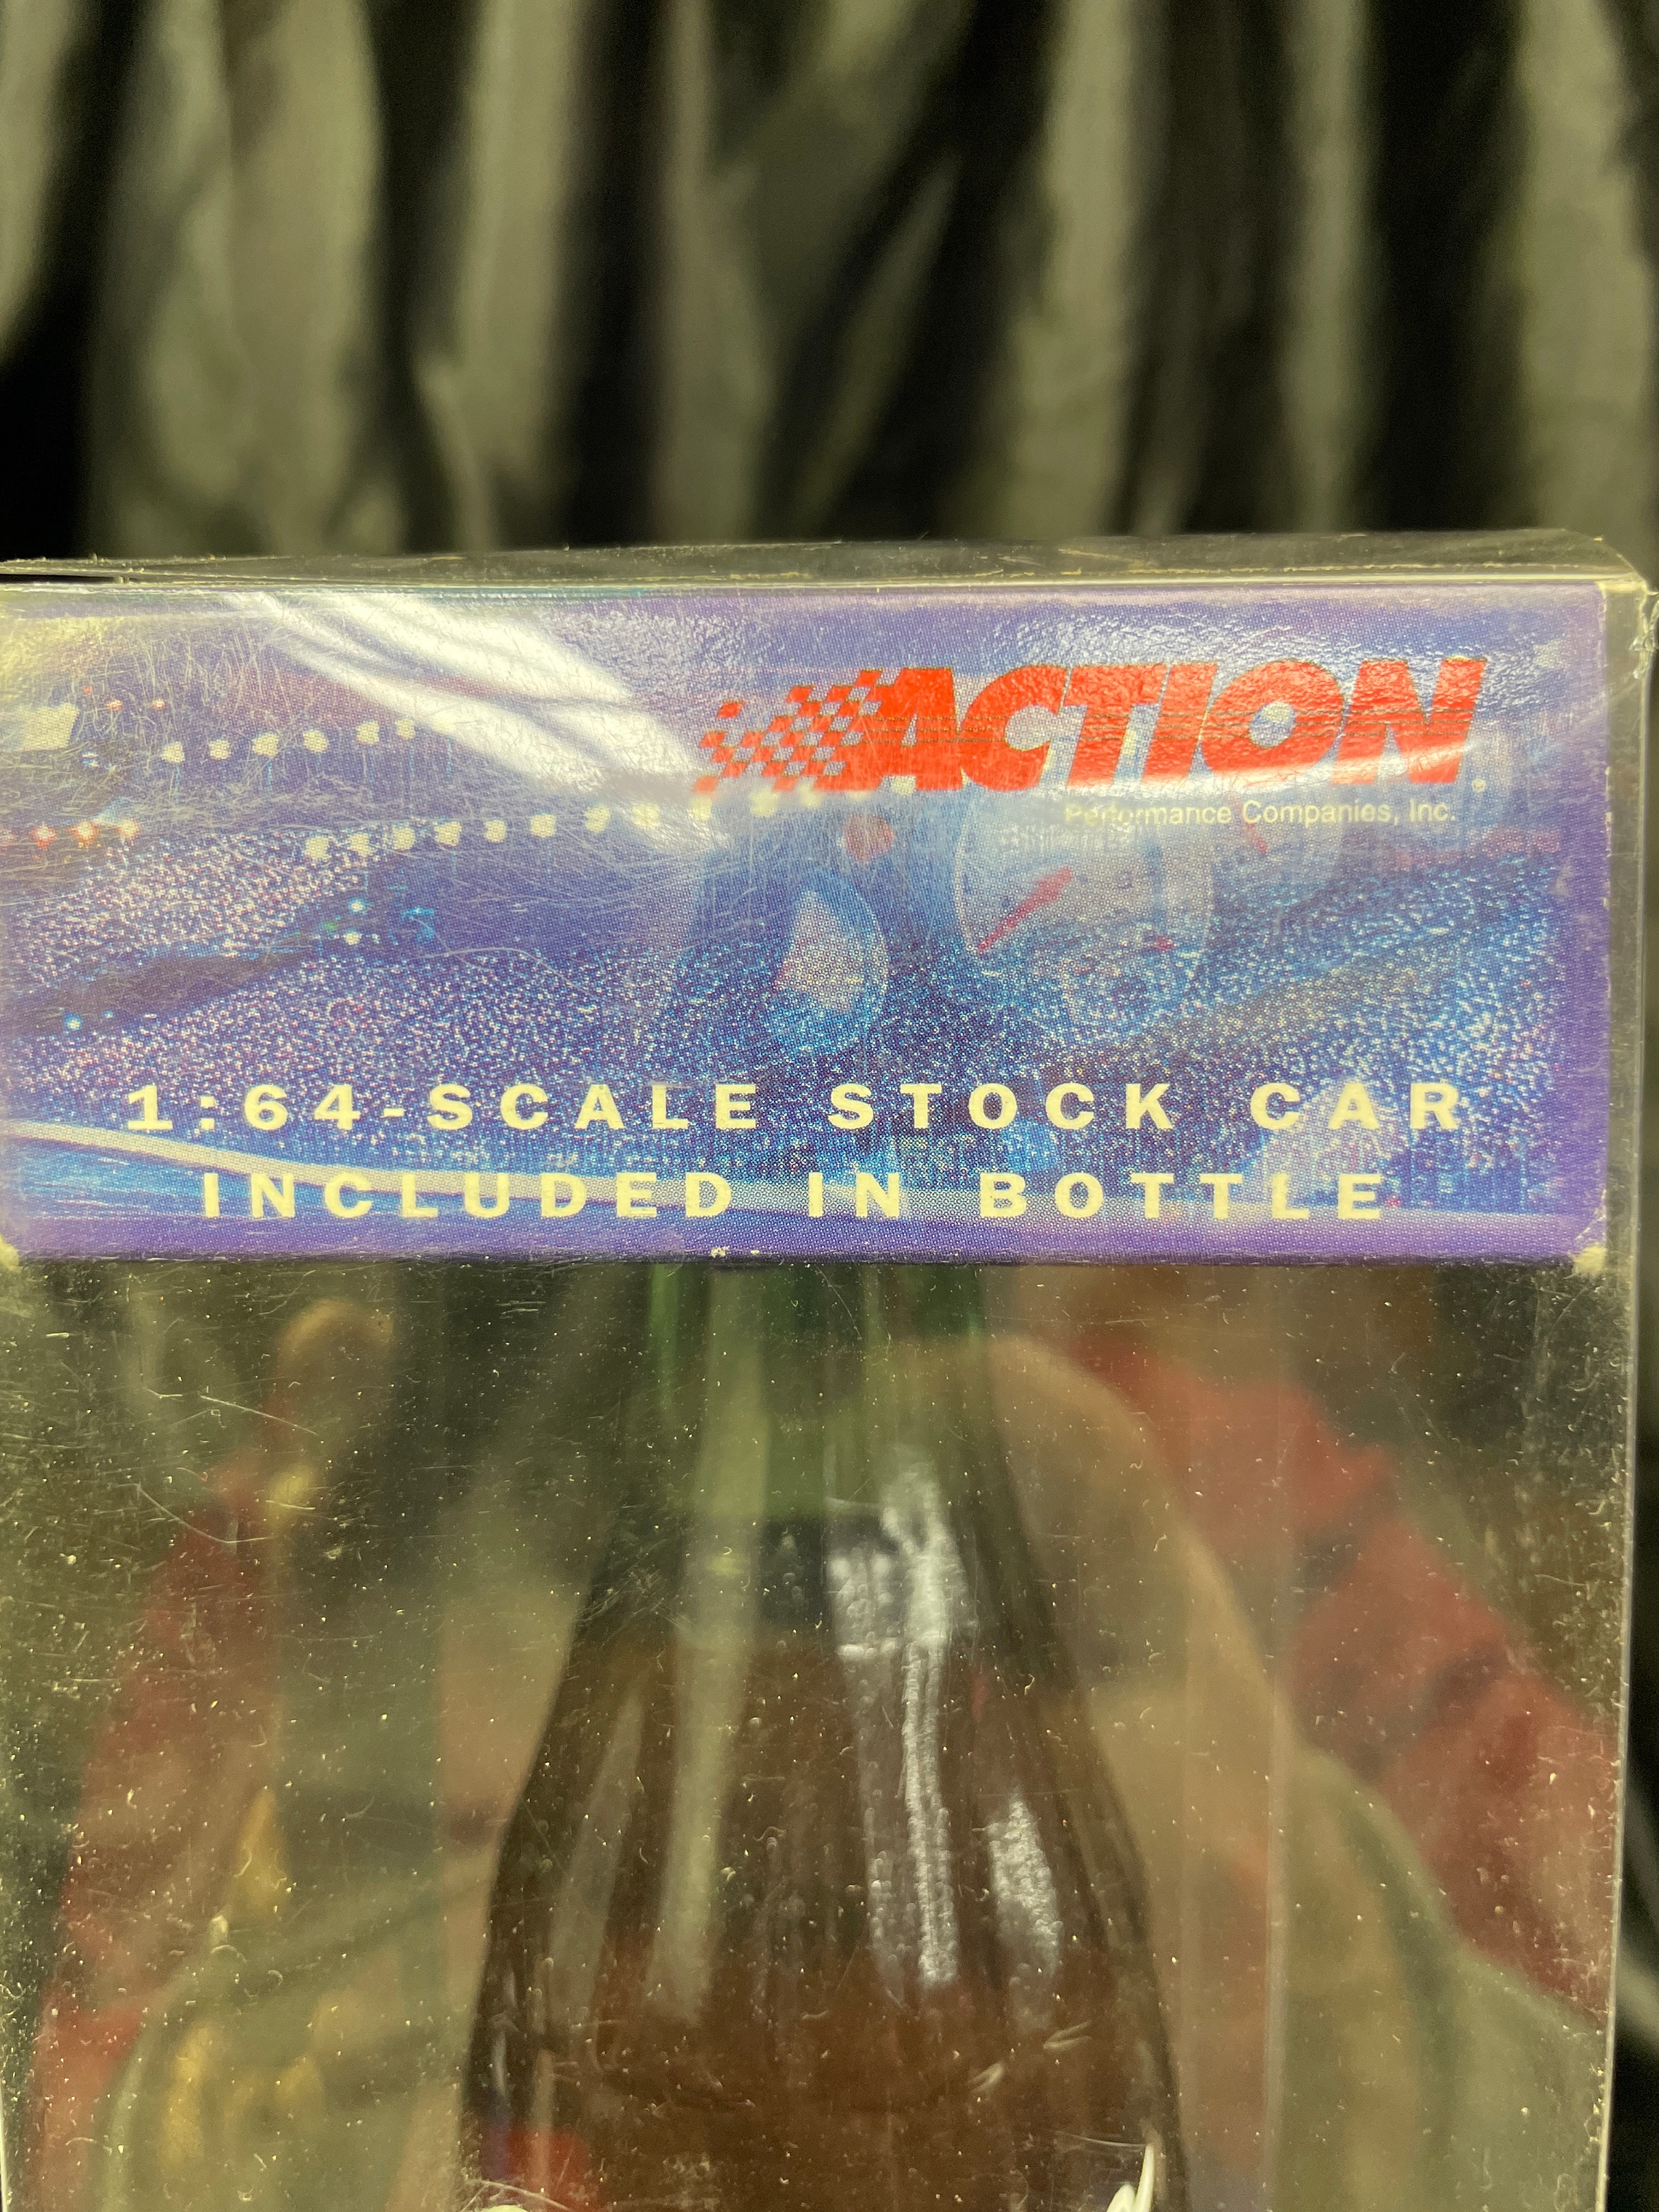 ACTION
Performance Companies, Inc.
1:64-SCALE STOCK CAR
INCLUDED IN BOTTLE